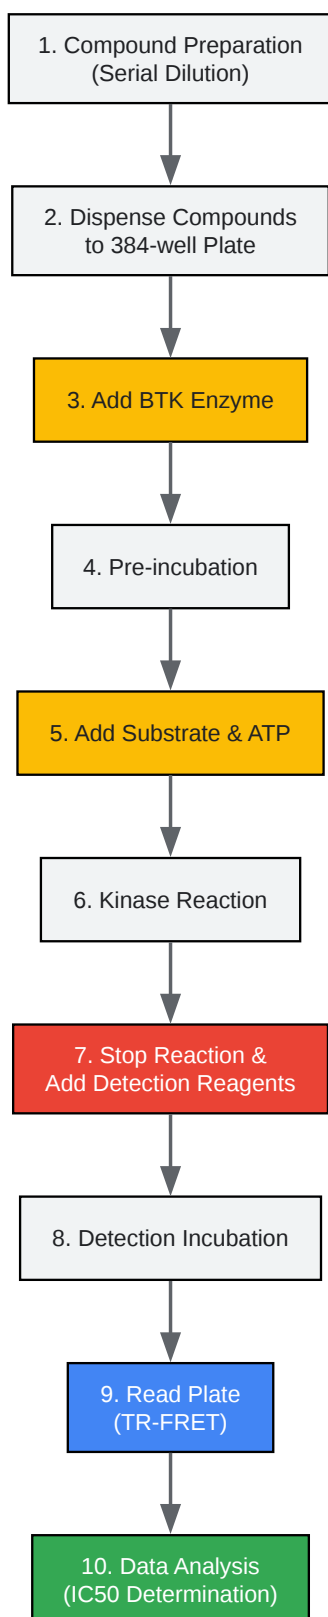 1. Compound Preparation
(Serial Dilution)
2. Dispense Compounds
to 384-well Plate
3. Add BTK Enzyme
4. Pre-incubation
5. Add Substrate & ATP
6. Kinase Reaction
7. Stop Reaction &
Add Detection Reagents
8. Detection Incubation
9. Read Plate
(TR-FRET)
10. Data Analysis
(IC50 Determination)